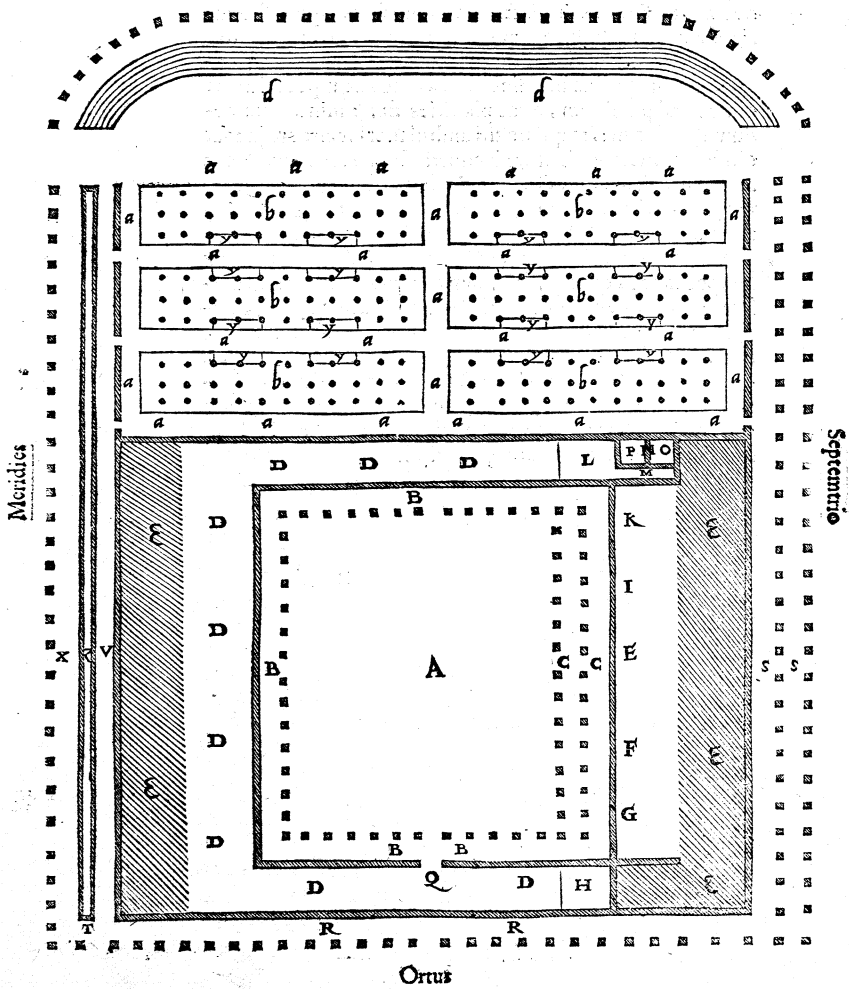 d d
a a a a a a
a b a b a
y y y y
a a a a
y y y y
b a b
y y y y
a a a a
y y y y
a b a b a
a a a a a
P N O
D D D L M
B
Meridies Septentrio
D K
ε ε
I
D
X V B A C C E S S
D F
ε ε
D G
B B
D Q D H ε
T R R
Ortus